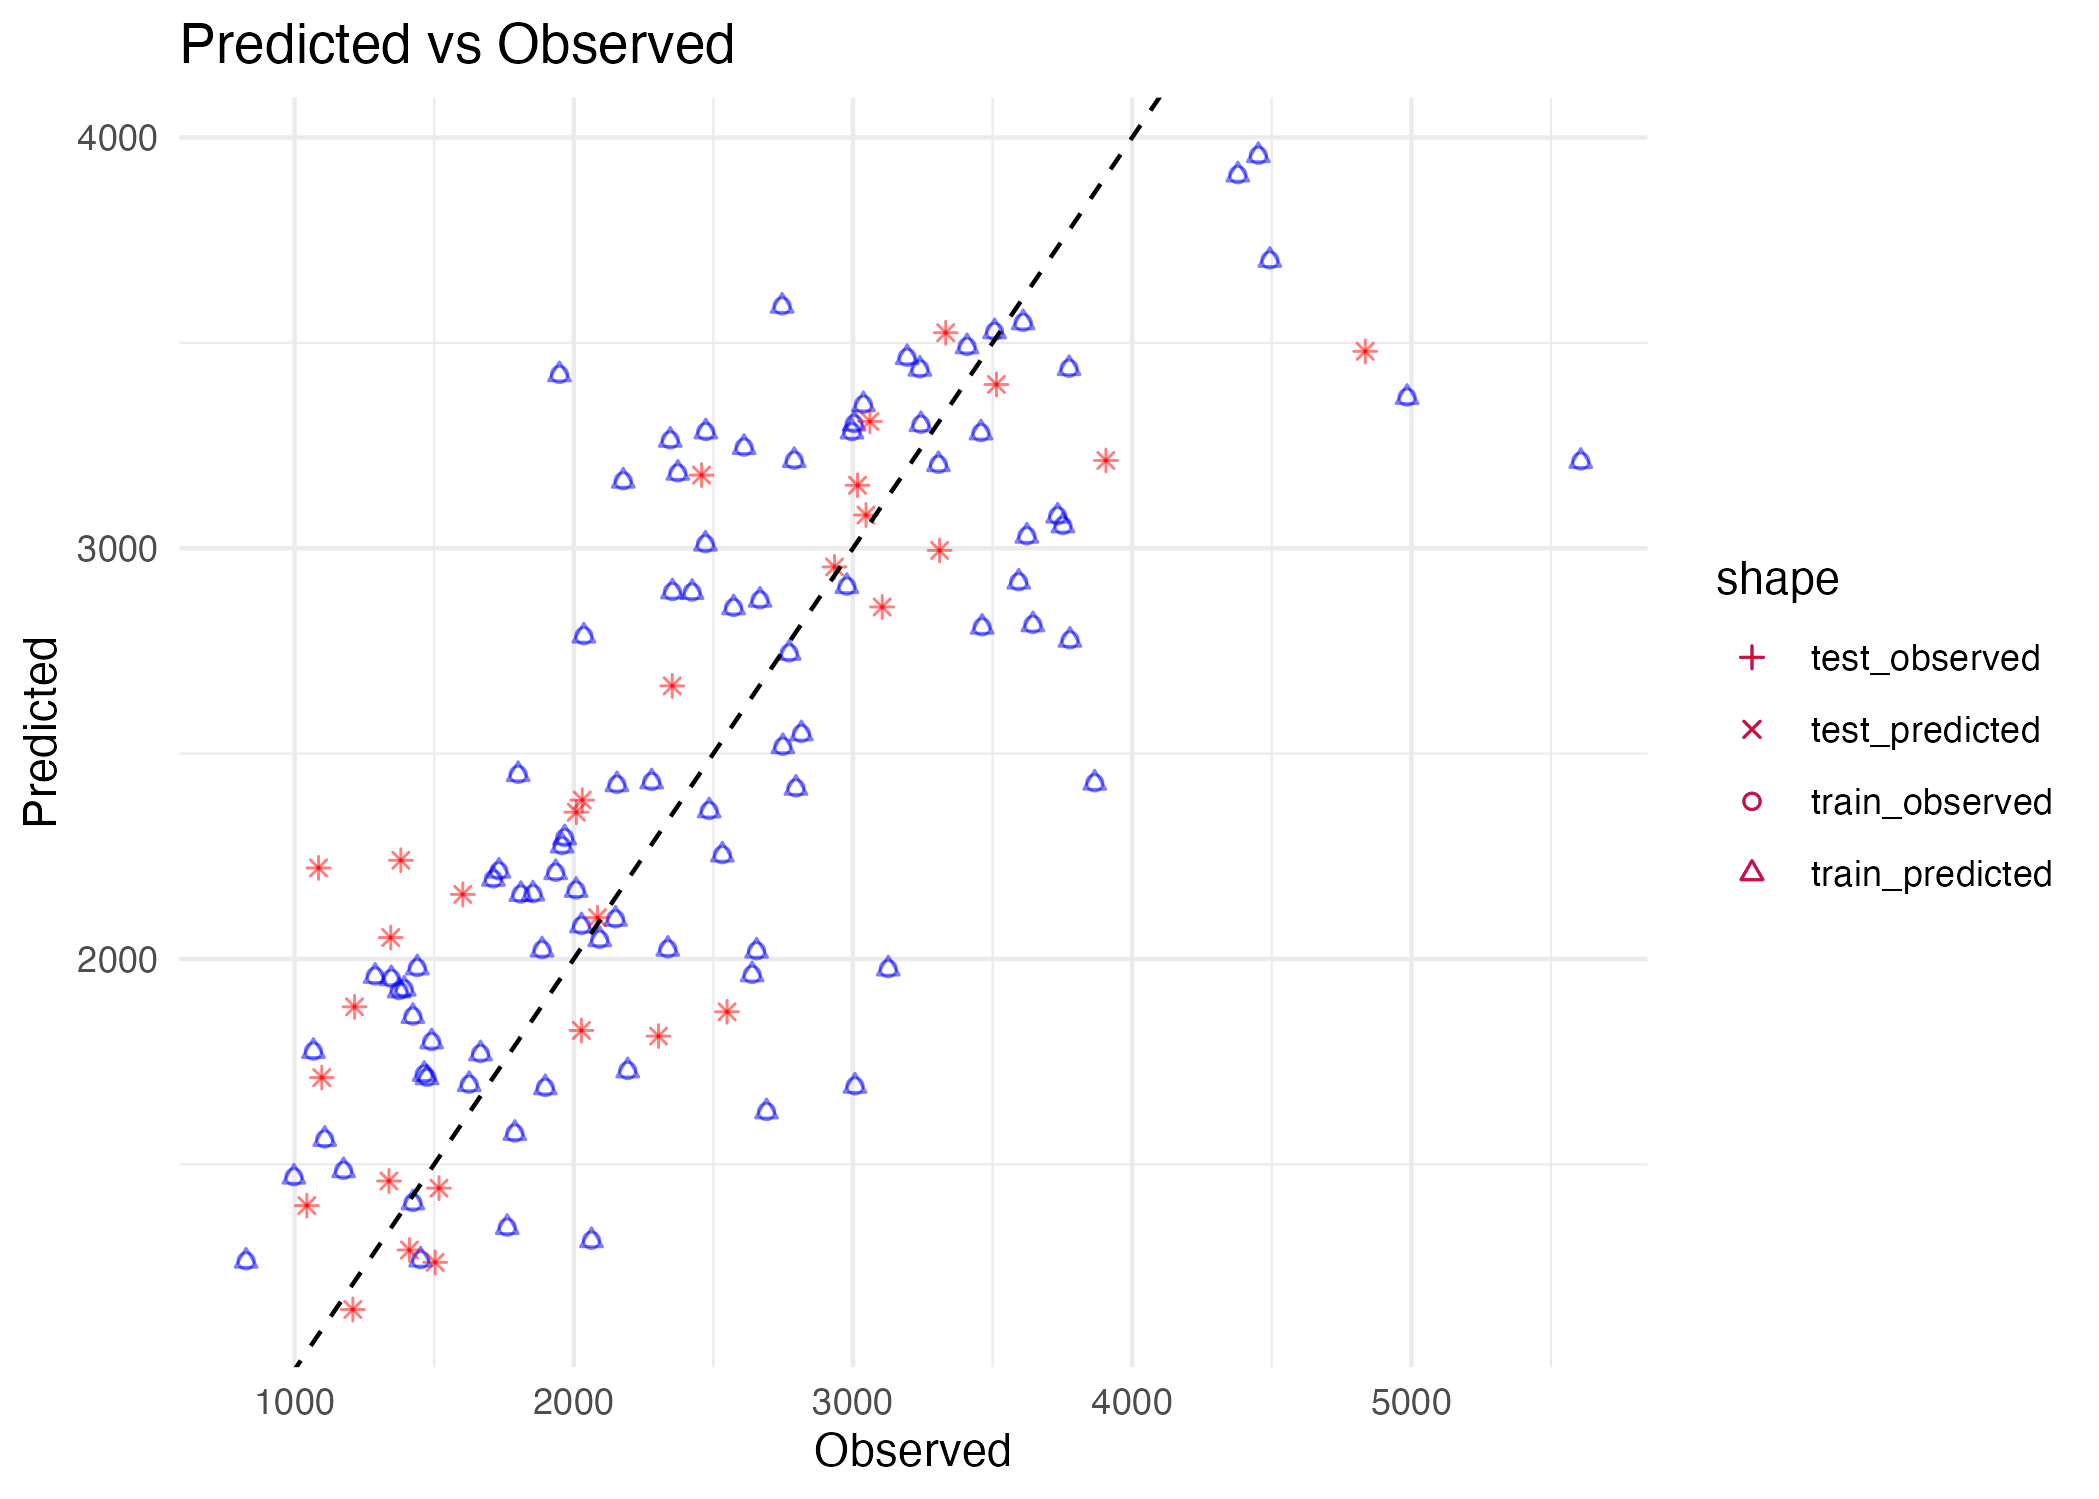 Predicted vs Observed
4000
3000
2000
Predicted
1000
2000
3000
4000
5000
Observed
shape
test_observed
test_predicted
train_observed
train_predicted